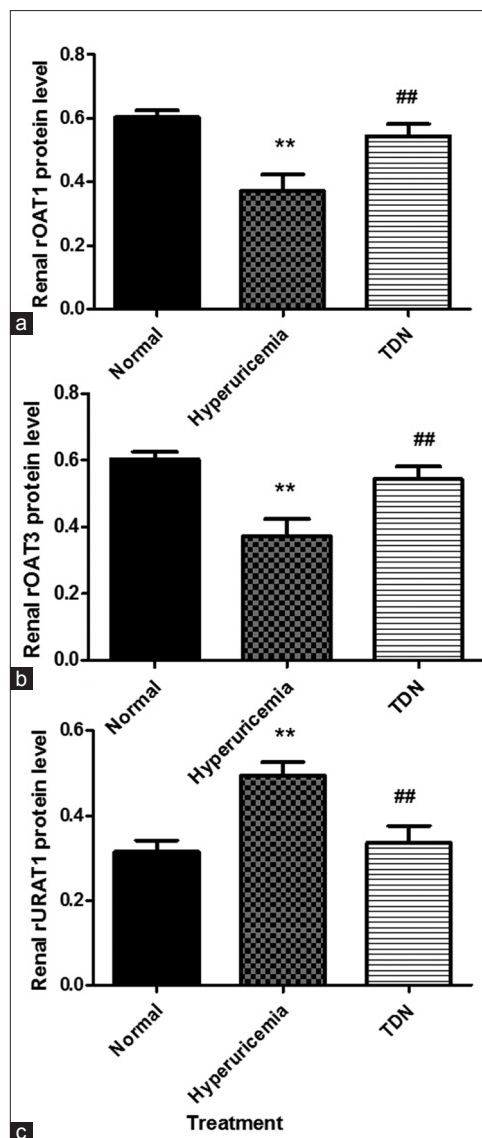 Renal rOAT1 protein level
0.8
0.6
0.4
0.2
0.0
**
##
Normal
Hyperuricemia
TDN
a
Renal rOAT3 protein level
0.8
0.6
0.4
0.2
0.0
**
##
Normal
Hyperuricemia
TDN
b
Renal rURAT1 protein level
0.6
0.4
0.2
0.0
**
##
Normal
Hyperuricemia
TDN
Treatment
c